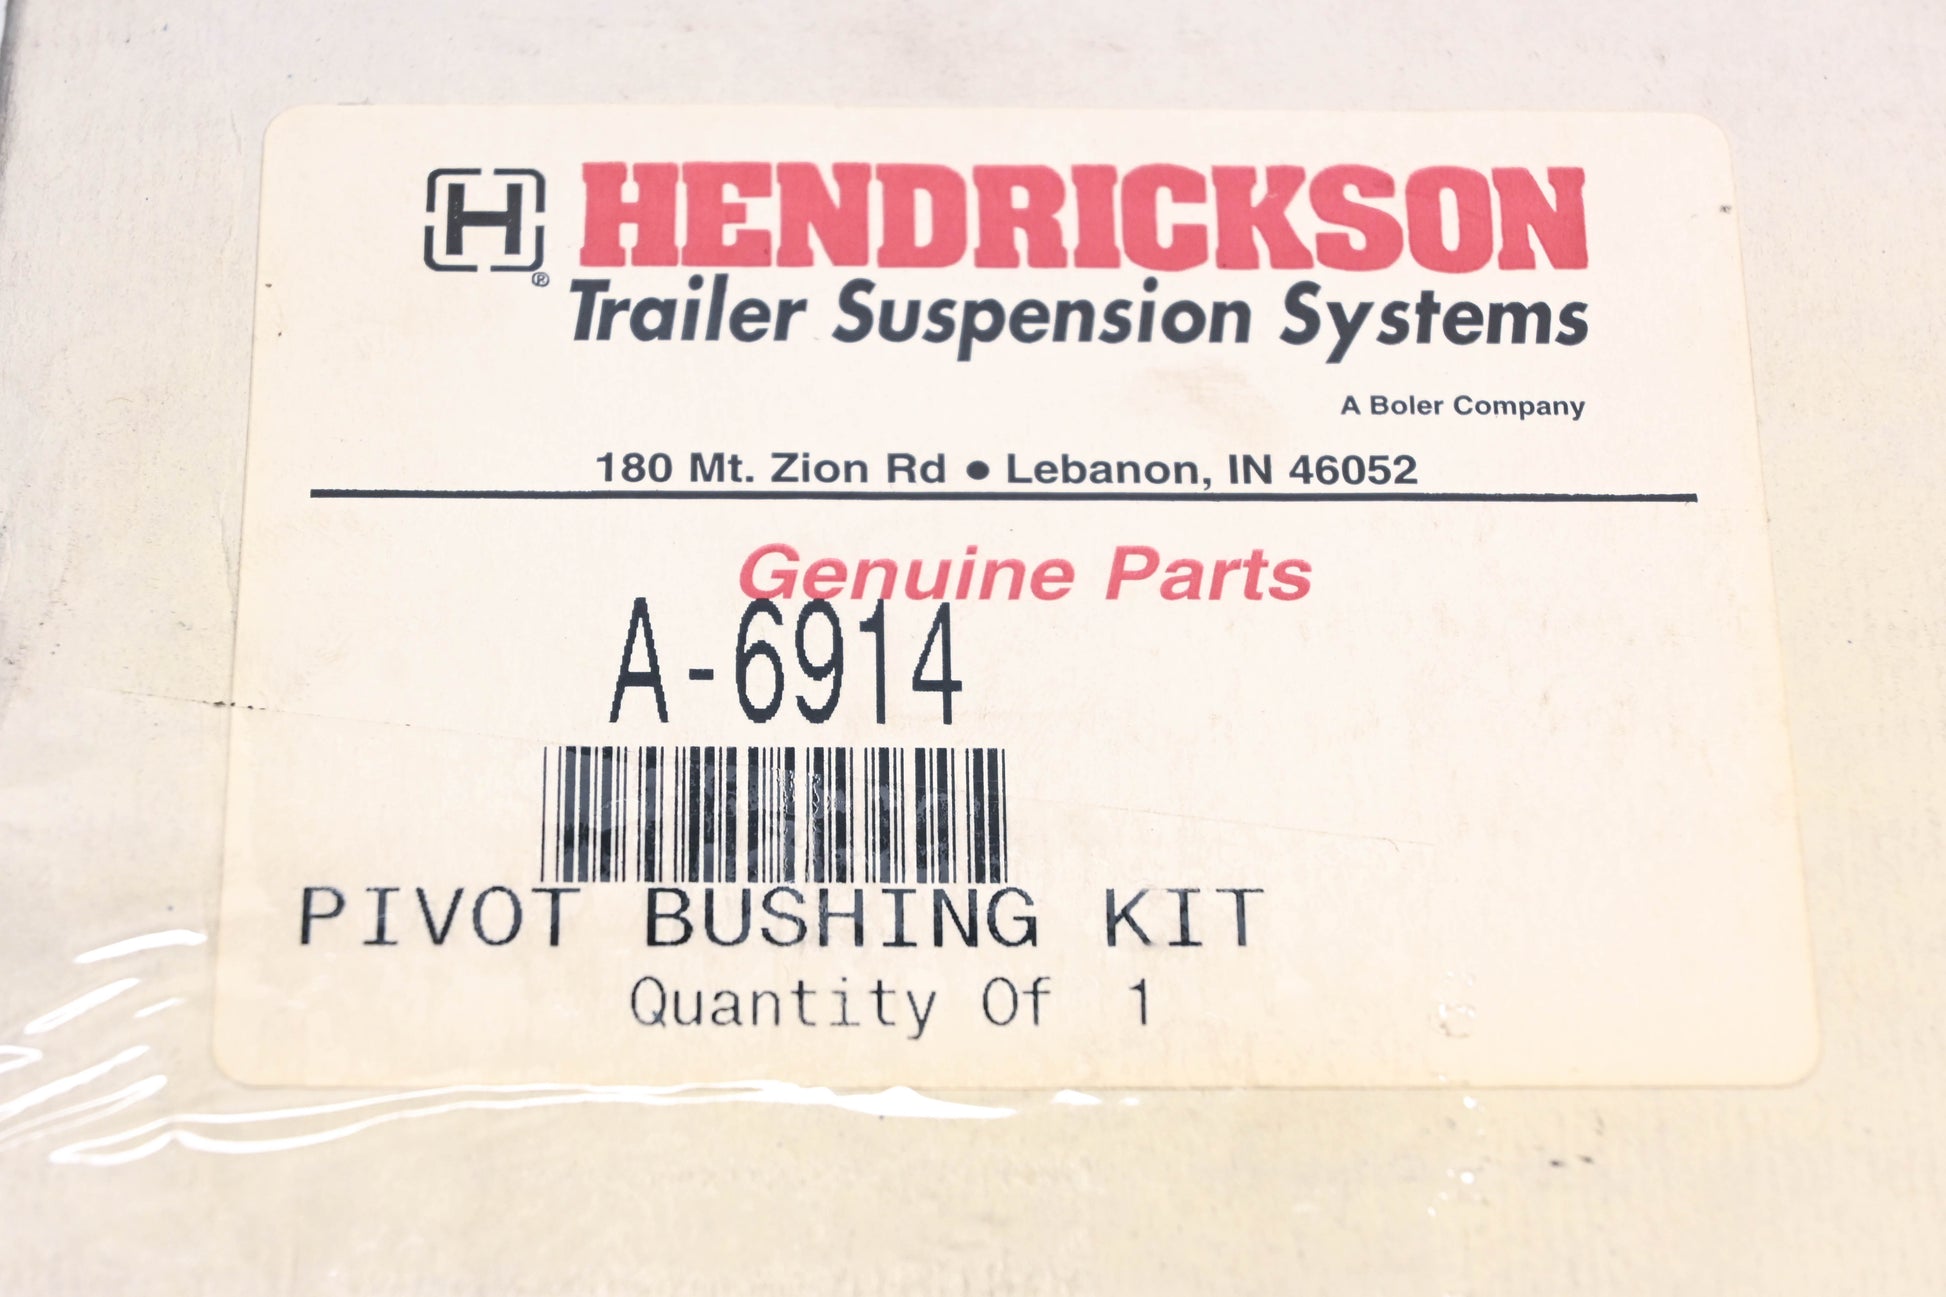 H HENDRICKSON
®
Trailer Suspension Systems
A Boler Company
180 Mt. Zion Rd ● Lebanon, IN 46052
Genuine Parts
A-6914
PIVOT BUSHING KIT
Quantity Of 1